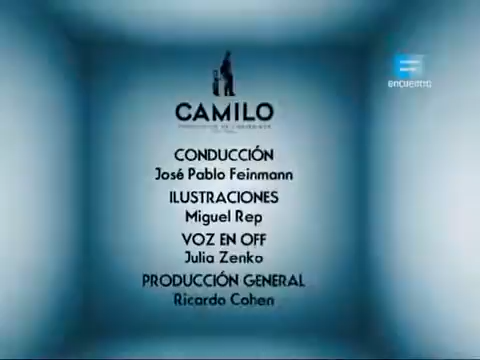 encuentro
CAMILO
CONDUCCIÓN
José Pablo Feinmann
ILUSTRACIONES
Miguel Rep
VOZ EN OFF
Julia Zenko
PRODUCCIÓN GENERAL
Ricardo Cohen